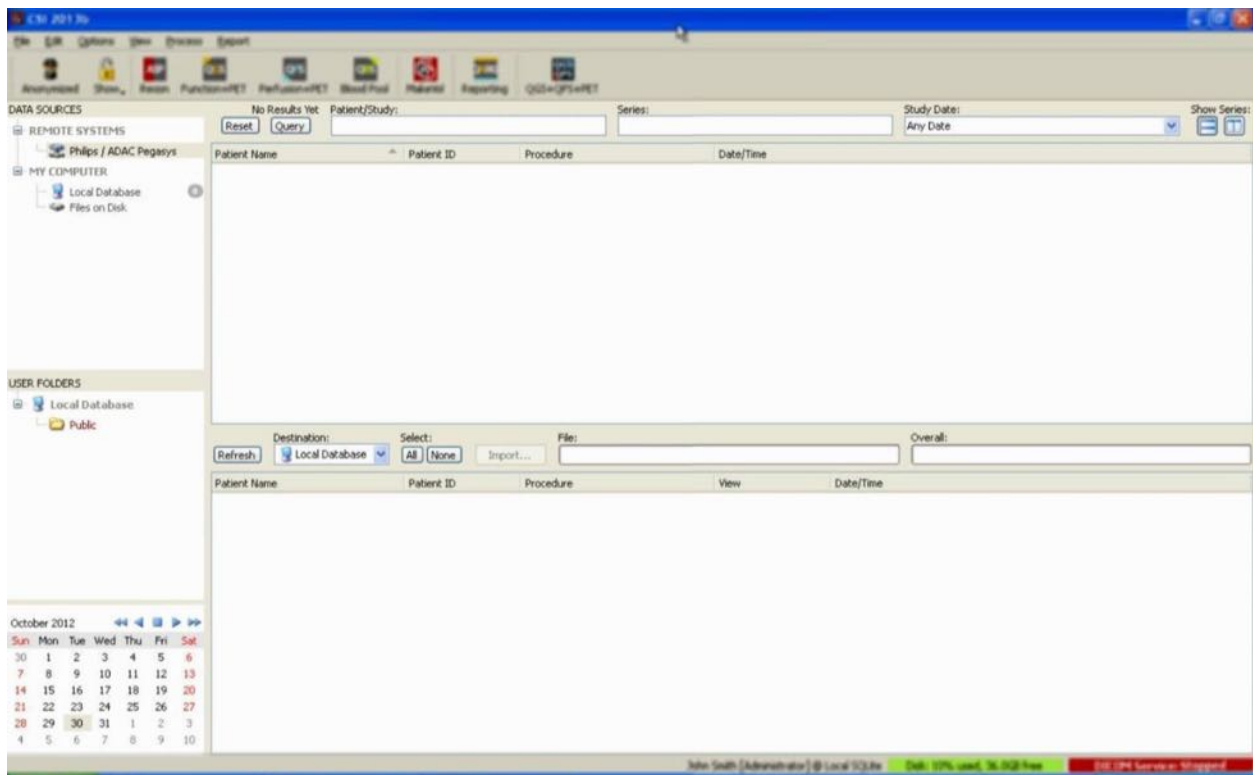 CSI 2013b
File Edit Options View Process Export
Anonymized Show... Recon Function+PET Perfusion+PET Blood Pool Material Reporting QGS+QPS+PET
DATA SOURCES
REMOTE SYSTEMS
Philips / ADAC Pegasys
MY COMPUTER
Local Database
Files on Disk
No Results Yet Patient/Study: Series: Study Date: Show Series:
Reset Query Any Date
Patient Name Patient ID Procedure Date/Time
USER FOLDERS
Local Database
Public
Destination: Select: File: Overall:
Refresh Local Database All None Import...
Patient Name Patient ID Procedure View Date/Time
October 2012
Sun Mon Tue Wed Thu Fri Sat
30 1 2 3 4 5 6
7 8 9 10 11 12 13
14 15 16 17 18 19 20
21 22 23 24 25 26 27
28 29 30 31 1 2 3
4 5 6 7 8 9 10
John Smith [Administrator] @ Local SQLite Disk: 10% used, 36.0GB free DICOM Service: Stopped